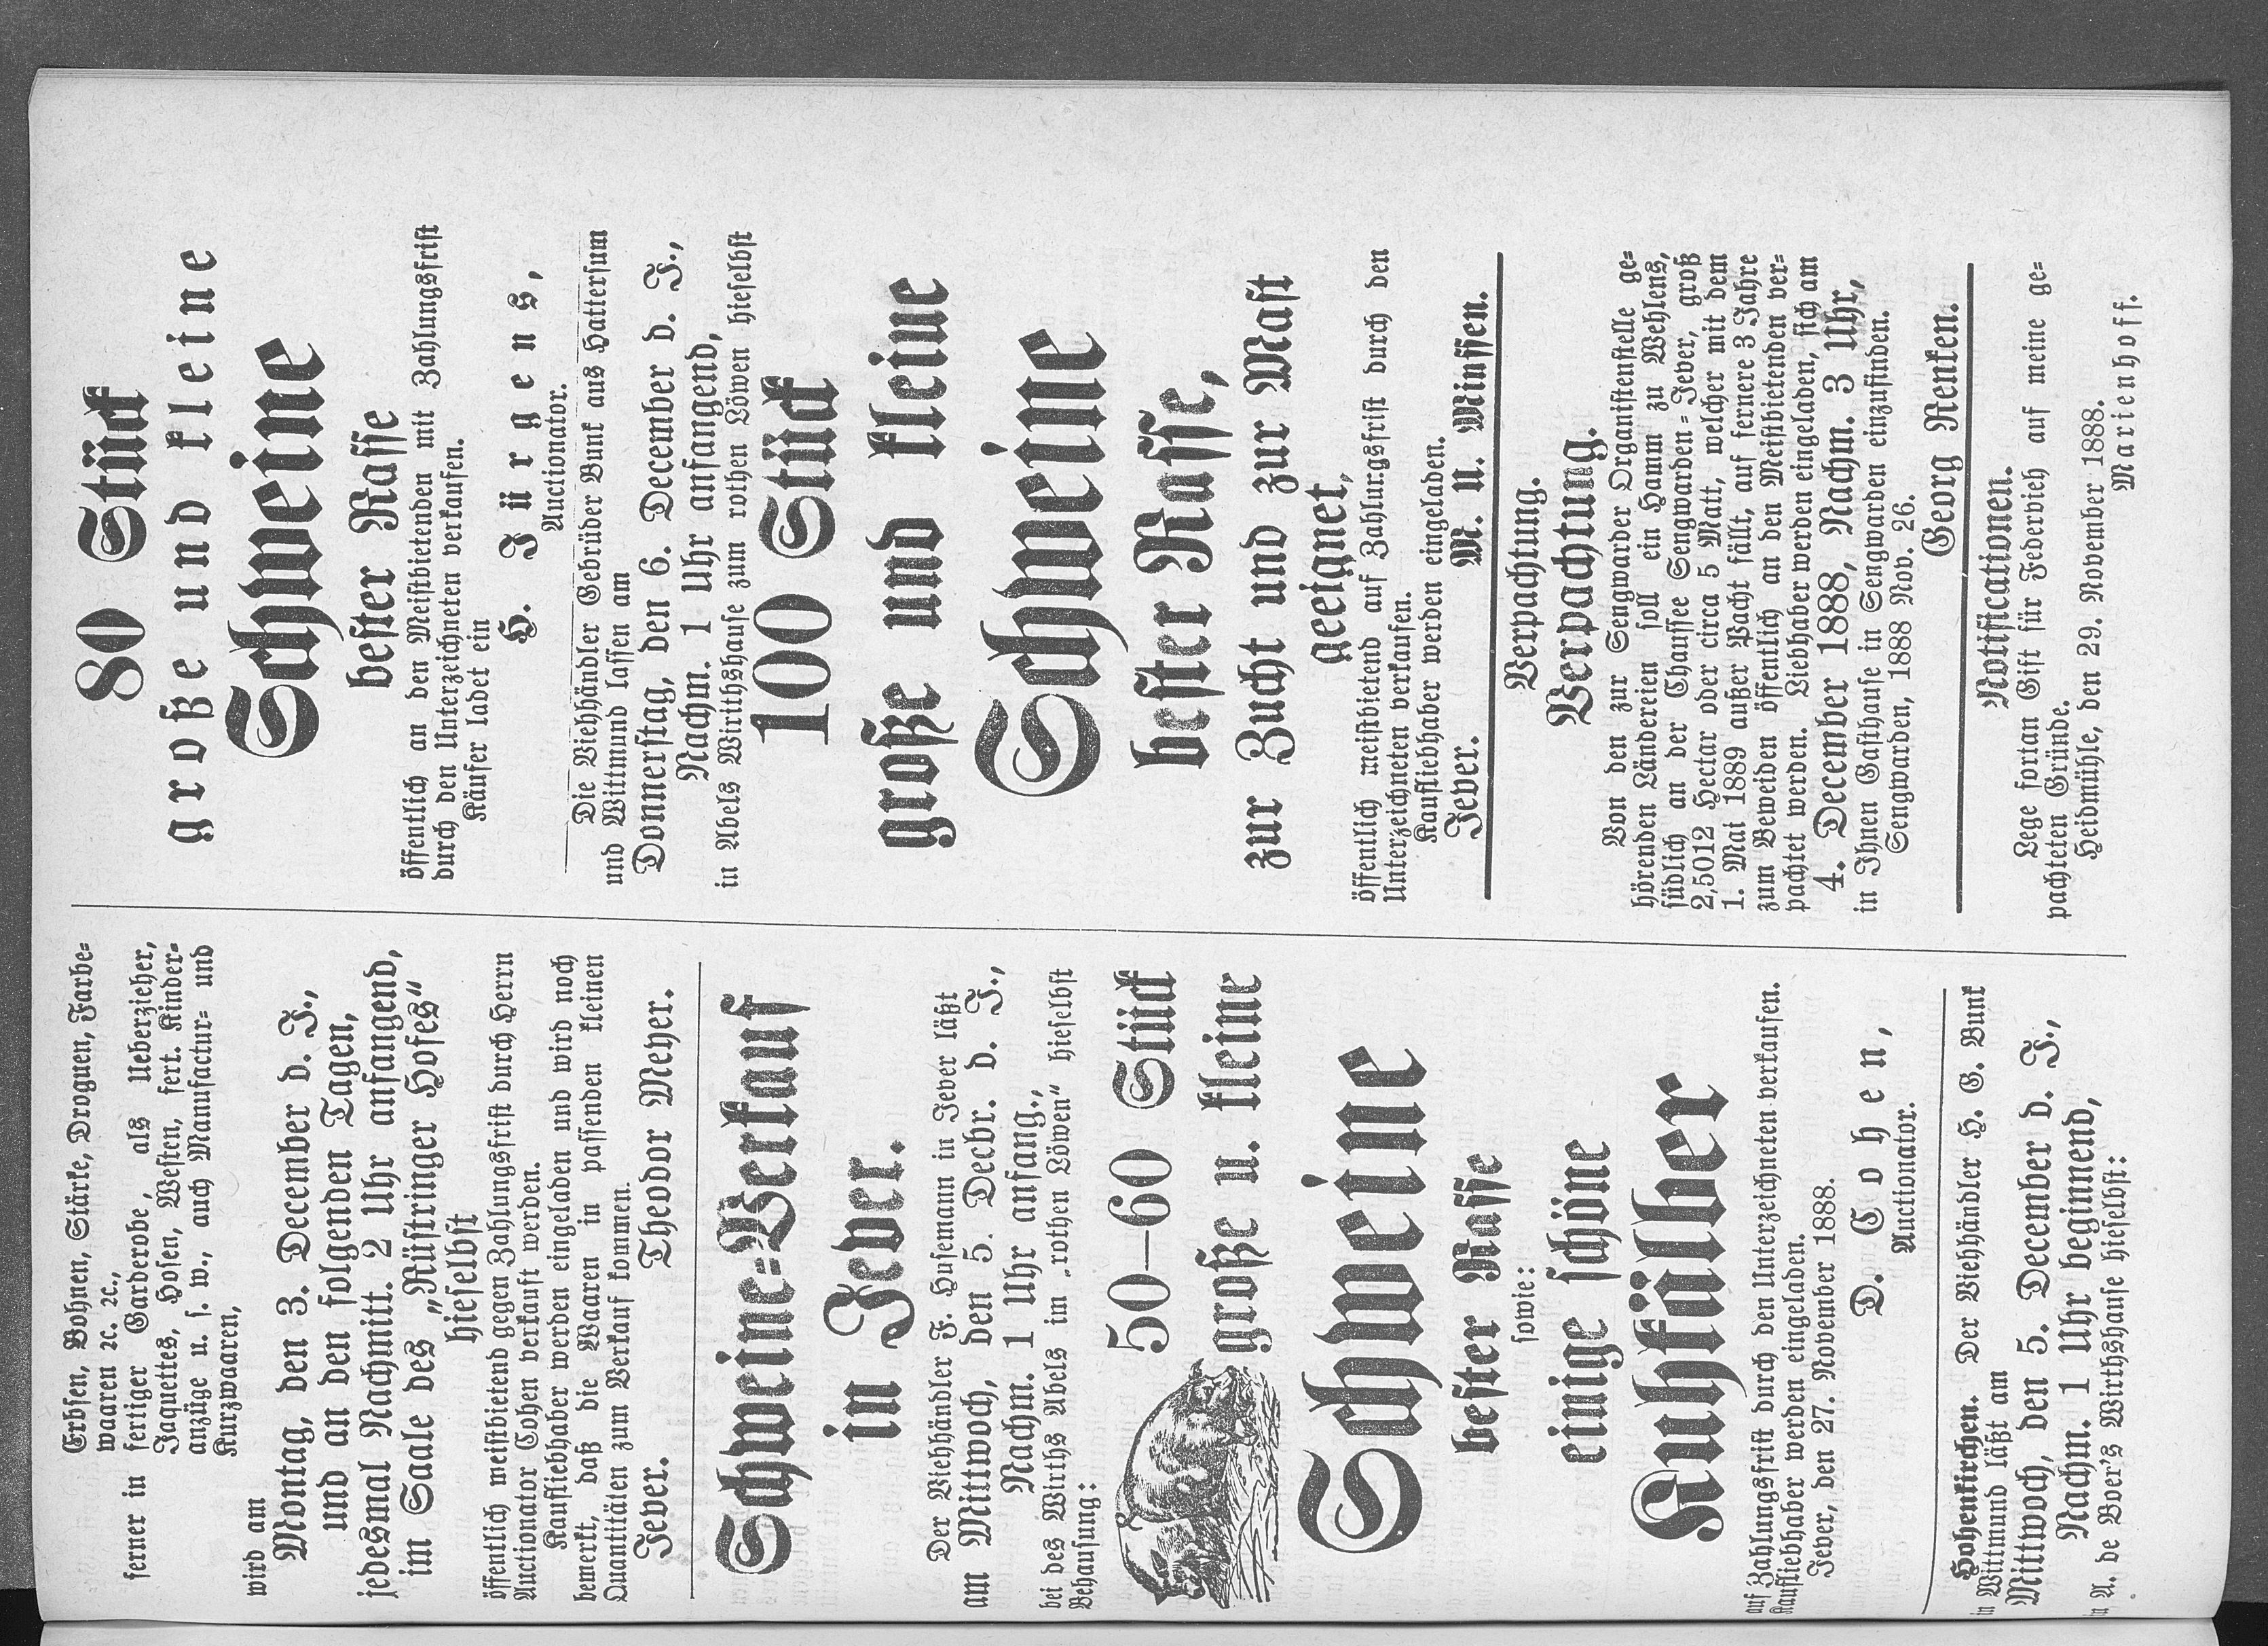 Erbsen, Bohnen, Stärke, Droguen, Farbe-
waaren ꝛc. ꝛc.,
ferner in fertiger Garderobe, als Ueberzieher,
Jaquettes, Hosen, Westen, fert. Kinder-
anzüge u. s. w., auch Manufactur- und
Kurzwaaren,
wird am
Montag, den 3. December d. J.,
und an den folgenden Tagen,
jedesmal Nachmitt. 2 Uhr anfangend,
im Saale des „Rüstringer Hofes“
hieselbst
öffentlich meistbietend gegen Zahlungsfrist durch Herrn
Auctionator Cohen verkauft werden.
Kaufliebhaber werden eingeladen und wird noch
bemerkt, daß die Waaren in passenden kleinen
Quantitäten zum Verkauf kommen.
Jever. Theodor Meyer.
Schweine-Verkauf
in Jever.
Der Viehhändler F. Husemann in Jever läßt
am Mittwoch, den 5. Decbr. d. J.,
Nachm. 1 Uhr anfang.,
bei des Wirths Abels im „rothen Löwen“ hieselbst
Behausung:
50–60 Stück
große u. kleine
Schweine
bester Rasse
sowie:
einige schöne
Kuhkälber
auf Zahlungsfrist durch den Unterzeichneten verkaufen.
Kaufliebhaber werden eingeladen.
Jever, den 27. November 1888.
D. Cohen,
Auctionator.
Hohenkirchen. Der Viehhändler H. G. Bunk
in Wittmund läßt am
Mittwoch, den 5. December d. J.,
Nachm. 1 Uhr beginnend,
in A. de Boer's Wirthshause hieselbst:
80 Stück
große und kleine
Schweine
bester Rasse
öffentlich an den Meistbietenden mit Zahlungsfrist
durch den Unterzeichneten verkaufen.
Käufer ladet ein
H. Jürgens,
Auctionator.
Die Viehhändler Gebrüder Bunk aus Hattersum
und Wittmund lassen am
Donnerstag, den 6. December d. J.,
Nachm. 1 Uhr anfangend,
in Abels Wirthshause zum rothen Löwen hieselbst
100 Stück
große und kleine
Schweine
bester Rasse,
zur Zucht und zur Mast
geeignet,
öffentlich meistbietend auf Zahlurgsfrist durch den
Unterzeichneten verkaufen.
Kaufliebhaber werden eingeladen.
Jever. M. U. Minssen.
Verpachtung.
Verpachtung.
Von den zur Sengwarder Organistenstelle ge-
hörenden Ländereien soll ein Hamm zu Wehlens,
südlich an der Chaussee Sengwarden-Jever, groß
2,5012 Hectar oder circa 5 Matt, welcher mit dem
1. Mai 1889 außer Pacht fällt, auf fernere 3 Jahre
zum Beweiden öffentlich an den Meistbietenden ver-
pachtet werden. Liebhaber werden eingeladen, sich am
4. December 1888, Nachm. 3 Uhr,
in Ihnen Gasthause in Sengwarden einzufinden.
Sengwarden, 1888 Nov. 26.
Georg Renken.
Notificationen.
Lege fortan Gift für Federvieh auf meine ge-
pachteten Gründe.
Heidmühle, den 29. November 1888.
Marienhoff.